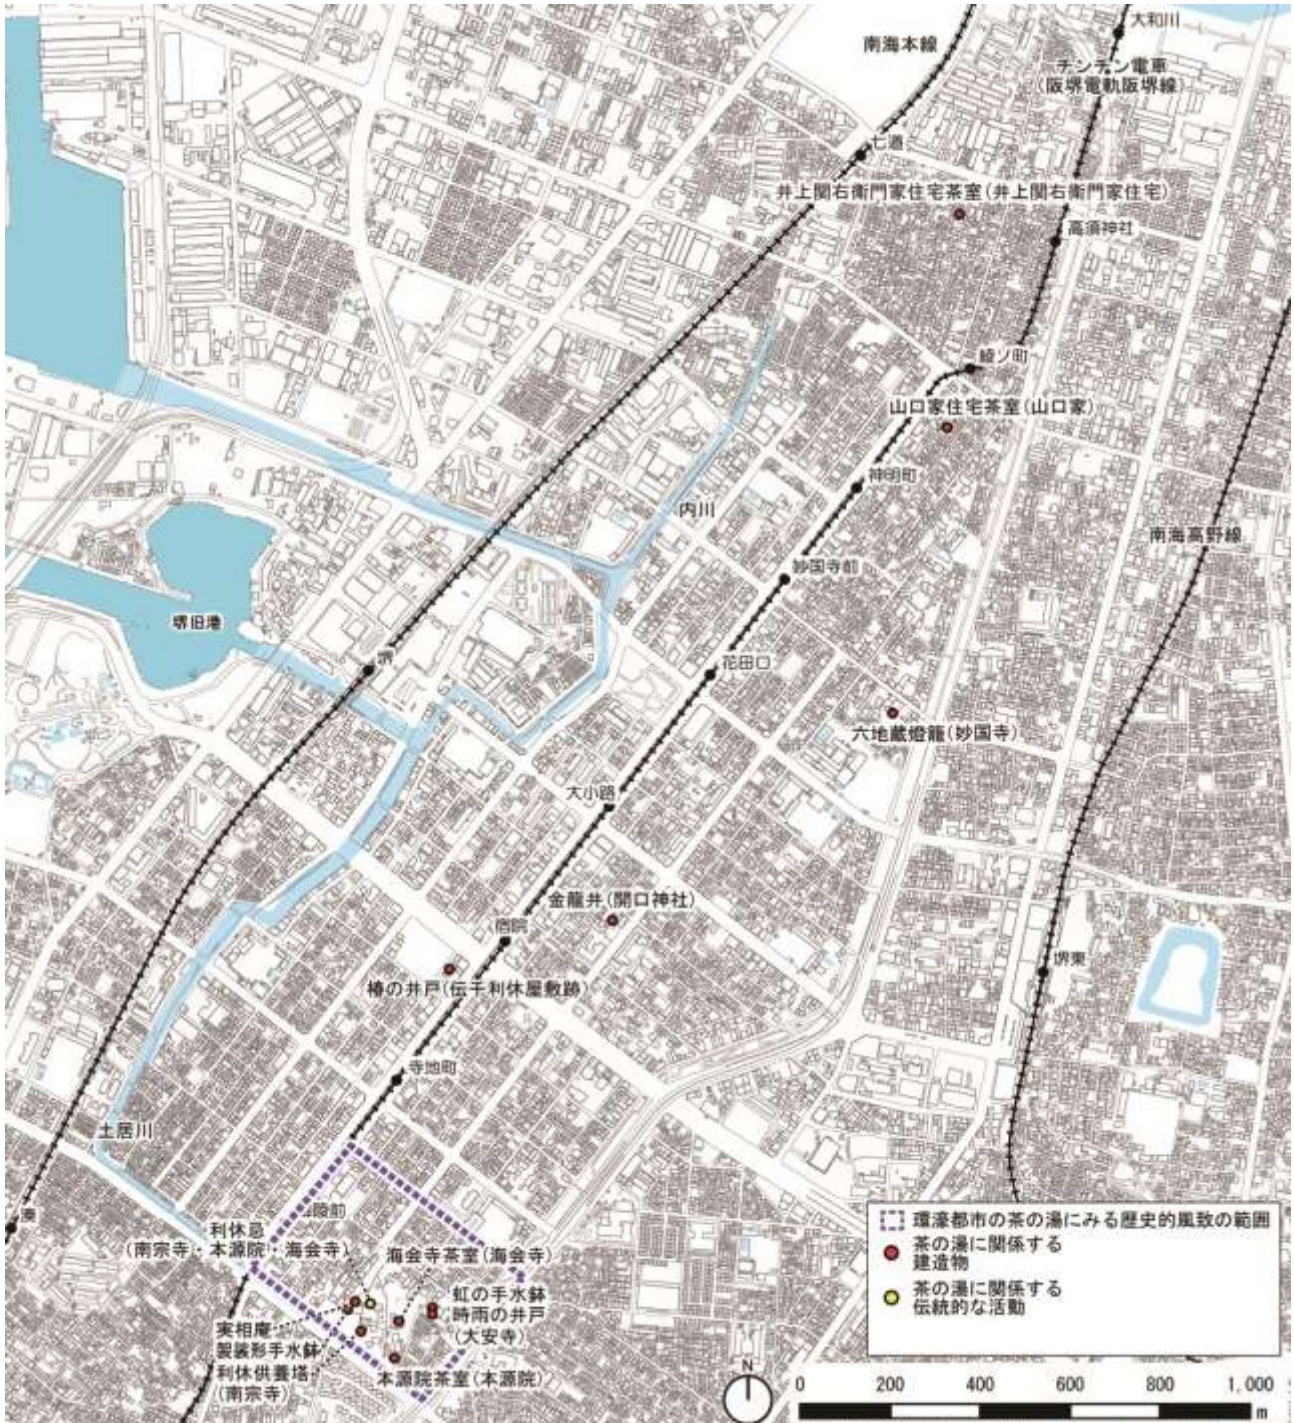 大和川
南海本線
チンチン電車
(阪堺電軌阪堺線)
七道
井上関右衛門家住宅茶室(井上関右衛門家住宅)
高須神社
綾ノ町
山口家住宅茶室(山口家)
神明町
内川
南海高野線
妙国寺前
堺旧港
堺
花田口
六地蔵燈籠(妙国寺)
大小路
金龍井(開口神社)
宿院
堺東
椿の井戸(伝千利休屋敷跡)
寺地町
土居川
湊
御陵前
利休忌
(南宗寺・本源院・海会寺)
海会寺茶室(海会寺)
虹の手水鉢
時雨の井戸
(大安寺)
実相庵
袈裟形手水鉢
利休供養塔
(南宗寺)
本源院茶室(本源院)
環濠都市の茶の湯にみる歴史的風致の範囲
茶の湯に関係する
建造物
茶の湯に関係する
伝統的な活動
N
0 200 400 600 800 1,000
m